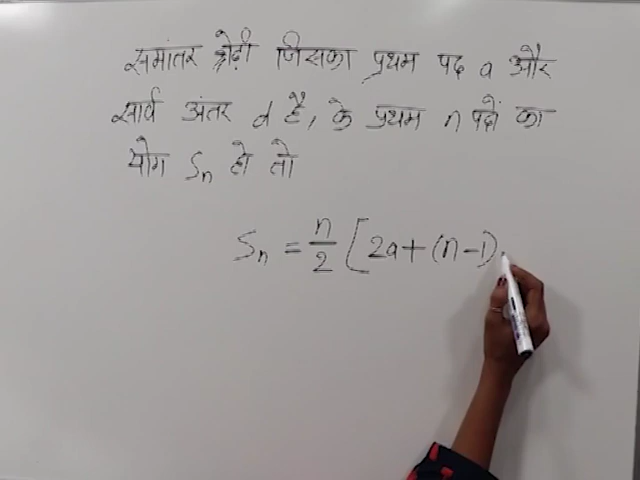 समांतर श्रेढ़ी जिसका प्रथम पद a और
सार्व अंतर d है, के प्रथम n पदों का
योग Sn हो तो
Sn = n/2 [2a+(n-1)